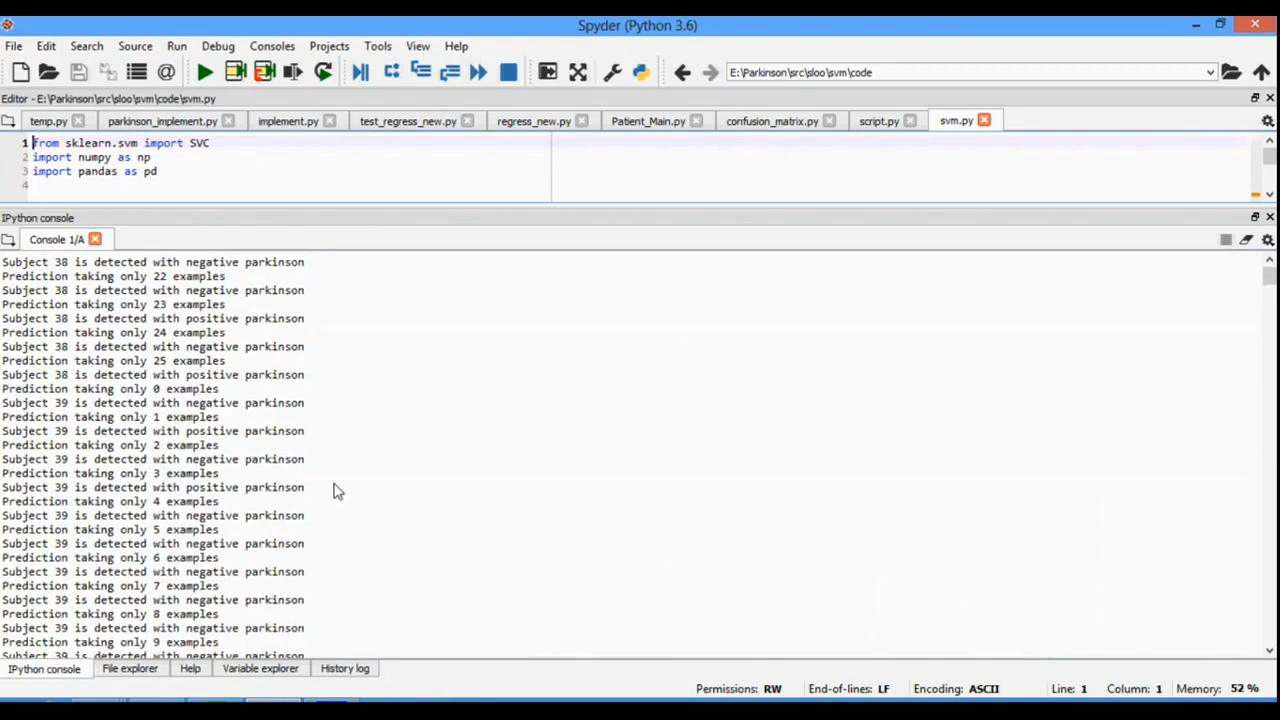 Spyder (Python 3.6)
File Edit Search Source Run Debug Consoles Projects Tools View Help
E:\Parkinson\src\sloo\svm\code
Editor - E:\Parkinson\src\sloo\svm\code\svm.py
temp.py parkinson_implement.py implement.py test_regress_new.py regress_new.py Patient_Main.py confusion_matrix.py script.py svm.py
1 from sklearn.svm import SVC
2 import numpy as np
3 import pandas as pd
4
IPython console
Console 1/A
Subject 38 is detected with negative parkinson
Prediction taking only 22 examples
Subject 38 is detected with negative parkinson
Prediction taking only 23 examples
Subject 38 is detected with positive parkinson
Prediction taking only 24 examples
Subject 38 is detected with negative parkinson
Prediction taking only 25 examples
Subject 38 is detected with positive parkinson
Prediction taking only 0 examples
Subject 39 is detected with negative parkinson
Prediction taking only 1 examples
Subject 39 is detected with positive parkinson
Prediction taking only 2 examples
Subject 39 is detected with negative parkinson
Prediction taking only 3 examples
Subject 39 is detected with positive parkinson
Prediction taking only 4 examples
Subject 39 is detected with negative parkinson
Prediction taking only 5 examples
Subject 39 is detected with negative parkinson
Prediction taking only 6 examples
Subject 39 is detected with negative parkinson
Prediction taking only 7 examples
Subject 39 is detected with negative parkinson
Prediction taking only 8 examples
Subject 39 is detected with negative parkinson
Prediction taking only 9 examples
Subject 39 is detected with negative parkinson
IPython console File explorer Help Variable explorer History log
Permissions: RW End-of-lines: LF Encoding: ASCII Line: 1 Column: 1 Memory: 52 %